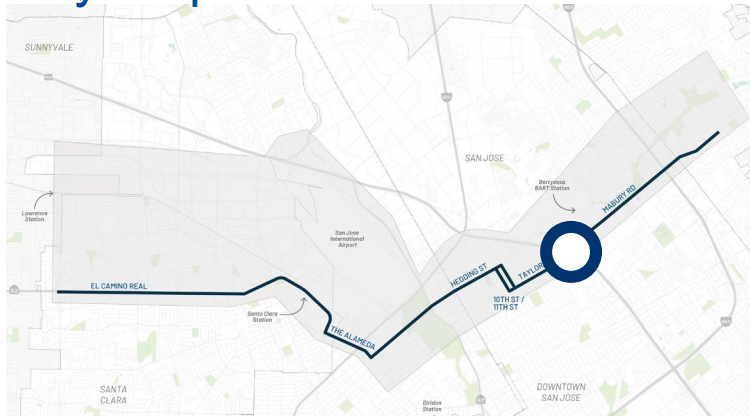 SUNNYVALE
SAN JOSE
Berryessa
BART Station
MABURY RD
Lawrence
Station
San Jose
International
Airport
HEDDING ST
TAYLOR
EL CAMINO REAL
10TH ST /
11TH ST
Santa Clara
Station
THE ALAMEDA
SANTA
CLARA
DOWNTOWN
SAN JOSE
Diridon
Station